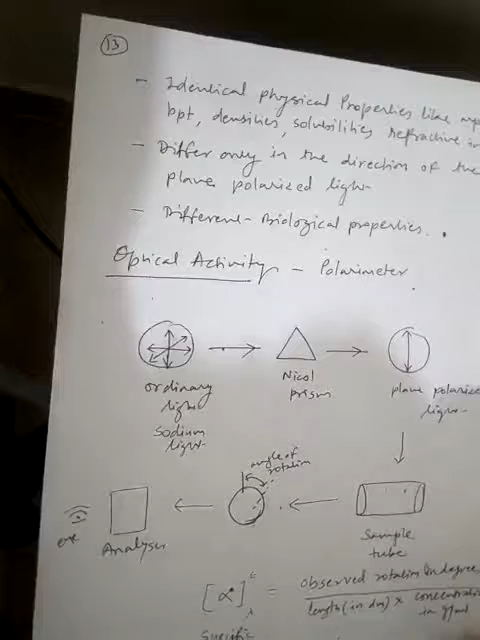 13
- Identical physical Properties like mp
bpt, densities, solubilities refractive in
- Differ only in the direction of the
plane polarized light
- Different - Biological properties.
Optical Activity - Polarimeter.
ordinary light
sodium light
Nicol prism
plane polarized light
angle of rotation
eye
Analyser
Sample tube
[α]tλ = observed rotation in degree
length (in dm) × concentration
in g/ml
Specific